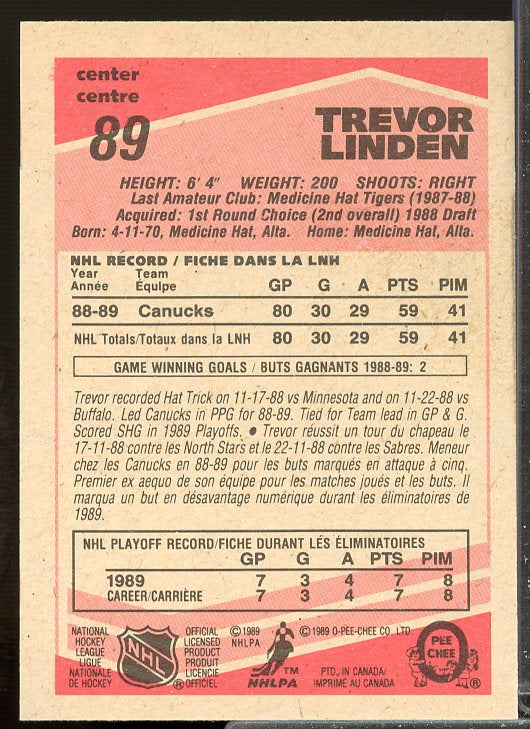 center
centre
89
TREVOR
LINDEN
HEIGHT: 6' 4" WEIGHT: 200 SHOOTS: RIGHT
Last Amateur Club: Medicine Hat Tigers (1987-88)
Acquired: 1st Round Choice (2nd overall) 1988 Draft
Born: 4-11-70, Medicine Hat, Alta. Home: Medicine Hat, Alta.
NHL RECORD / FICHE DANS LA LNH
Year Team
Année Équipe GP G A PTS PIM
88-89 Canucks 80 30 29 59 41
NHL Totals/Totaux dans la LNH 80 30 29 59 41
GAME WINNING GOALS / BUTS GAGNANTS 1988-89: 2
Trevor recorded Hat Trick on 11-17-88 vs Minnesota and on 11-22-88 vs
Buffalo. Led Canucks in PPG for 88-89. Tied for Team lead in GP & G.
Scored SHG in 1989 Playoffs. • Trevor réussit un tour du chapeau le
17-11-88 contre les North Stars et le 22-11-88 contre les Sabres. Meneur
chez les Canucks en 88-89 pour les buts marqués en attaque à cinq.
Premier ex aequo de son équipe pour les matches joués et les buts. Il
marqua un but en désavantage numérique durant les éliminatoires de
1989.
NHL PLAYOFF RECORD/FICHE DURANT LES ÉLIMINATOIRES
GP G A PTS PIM
1989 7 3 4 7 8
CAREER/CARRIÈRE 7 3 4 7 8
NATIONAL
HOCKEY
LEAGUE
LIGUE
NATIONALE
DE HOCKEY
NHL
®
OFFICIAL
LICENSED
PRODUCT
PRODUIT
LICENCIE
OFFICIEL
© 1989
NHLPA
TM
NHLPA
© 1989 O-PEE-CHEE CO. LTD.
PTD. IN CANADA/
IMPRIMÉ AU CANADA
O
PEE
CHEE
®